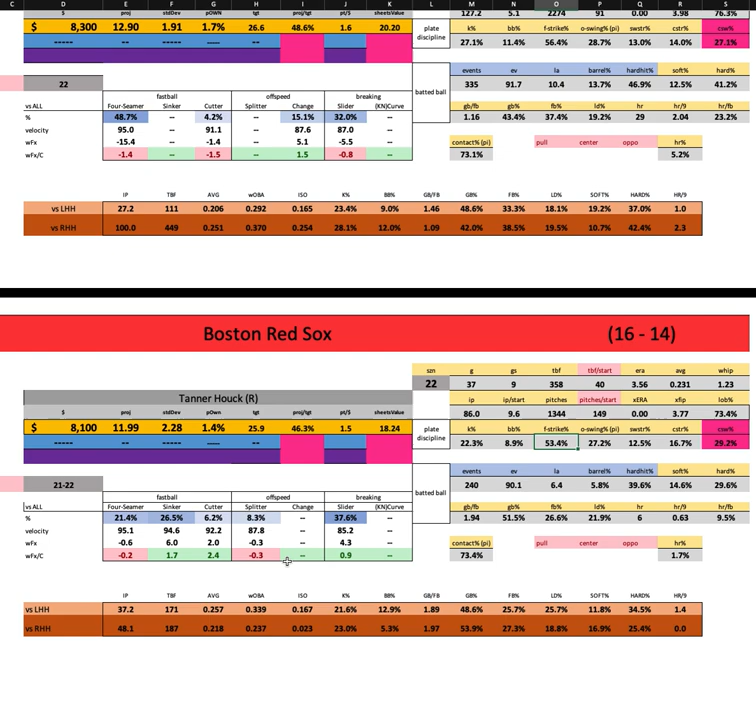 C D E F G H I J K L M N O P Q R S
$ proj stdDev pOwn tgt proj/tgt pt/$ sheetsValue 127.2 5.1 2274 91 0.00 3.98 76.3%
$ 8,300 12.90 1.91 1.7% 26.6 48.6% 1.6 20.20 plate discipline k% bb% f-strike% o-swing% (pi) swstr% cstr% csw%
----- -- ----- -- 27.1% 11.4% 56.4% 28.7% 13.0% 14.0% 27.1%
events ev la barrel% hardhit% soft% hard%
22 batted ball 335 91.7 10.4 13.7% 46.9% 12.5% 41.2%
fastball offspeed breaking
vs ALL Four-Seamer Sinker Cutter Splitter Change Slider (KN)Curve gb/fb gb% fb% ld% hr hr/9 hr/fb
% 48.7% -- 4.2% -- 15.1% 32.0% -- 1.16 43.4% 37.4% 19.2% 29 2.04 23.2%
velocity 95.0 -- 91.1 -- 87.6 87.0 --
wFx -15.4 -- -1.4 -- 5.1 -5.5 -- contact% (pi) pull center oppo hr%
wFx/C -1.4 -- -1.5 -- 1.5 -0.8 -- 73.1% 5.2%
IP TBF AVG wOBA ISO K% BB% GB/FB GB% FB% LD% SOFT% HARD% HR/9
vs LHH 27.2 111 0.206 0.292 0.165 23.4% 9.0% 1.46 48.6% 33.3% 18.1% 19.2% 37.0% 1.0
vs RHH 100.0 449 0.251 0.370 0.254 28.1% 12.0% 1.09 42.0% 38.5% 19.5% 10.7% 42.4% 2.3
Boston Red Sox (16 - 14)
szn g gs tbf tbf/start era avg whip
22 37 9 358 40 3.56 0.231 1.23
Tanner Houck (R) ip ip/start pitches pitches/start xERA xfip lob%
$ proj stdDev pOwn tgt proj/tgt pt/$ sheetsValue 86.0 9.6 1344 149 0.00 3.77 73.4%
$ 8,100 11.99 2.28 1.4% 25.9 46.3% 1.5 18.24 plate discipline k% bb% f-strike% o-swing% (pi) swstr% cstr% csw%
----- -- ----- -- 22.3% 8.9% 53.4% 27.2% 12.5% 16.7% 29.2%
events ev la barrel% hardhit% soft% hard%
21-22 batted ball 240 90.1 6.4 5.8% 39.6% 14.6% 29.6%
fastball offspeed breaking
vs ALL Four-Seamer Sinker Cutter Splitter Change Slider (KN)Curve gb/fb gb% fb% ld% hr hr/9 hr/fb
% 21.4% 26.5% 6.2% 8.3% -- 37.6% -- 1.94 51.5% 26.6% 21.9% 6 0.63 9.5%
velocity 95.1 94.6 92.2 87.8 -- 85.2 --
wFx -0.6 6.0 2.0 -0.3 -- 4.3 -- contact% (pi) pull center oppo hr%
wFx/C -0.2 1.7 2.4 -0.3 -- 0.9 -- 73.4% 1.7%
IP TBF AVG wOBA ISO K% BB% GB/FB GB% FB% LD% SOFT% HARD% HR/9
vs LHH 37.2 171 0.257 0.339 0.167 21.6% 12.9% 1.89 48.6% 25.7% 25.7% 11.8% 34.5% 1.4
vs RHH 48.1 187 0.218 0.237 0.023 23.0% 5.3% 1.97 53.9% 27.3% 18.8% 16.9% 25.4% 0.0